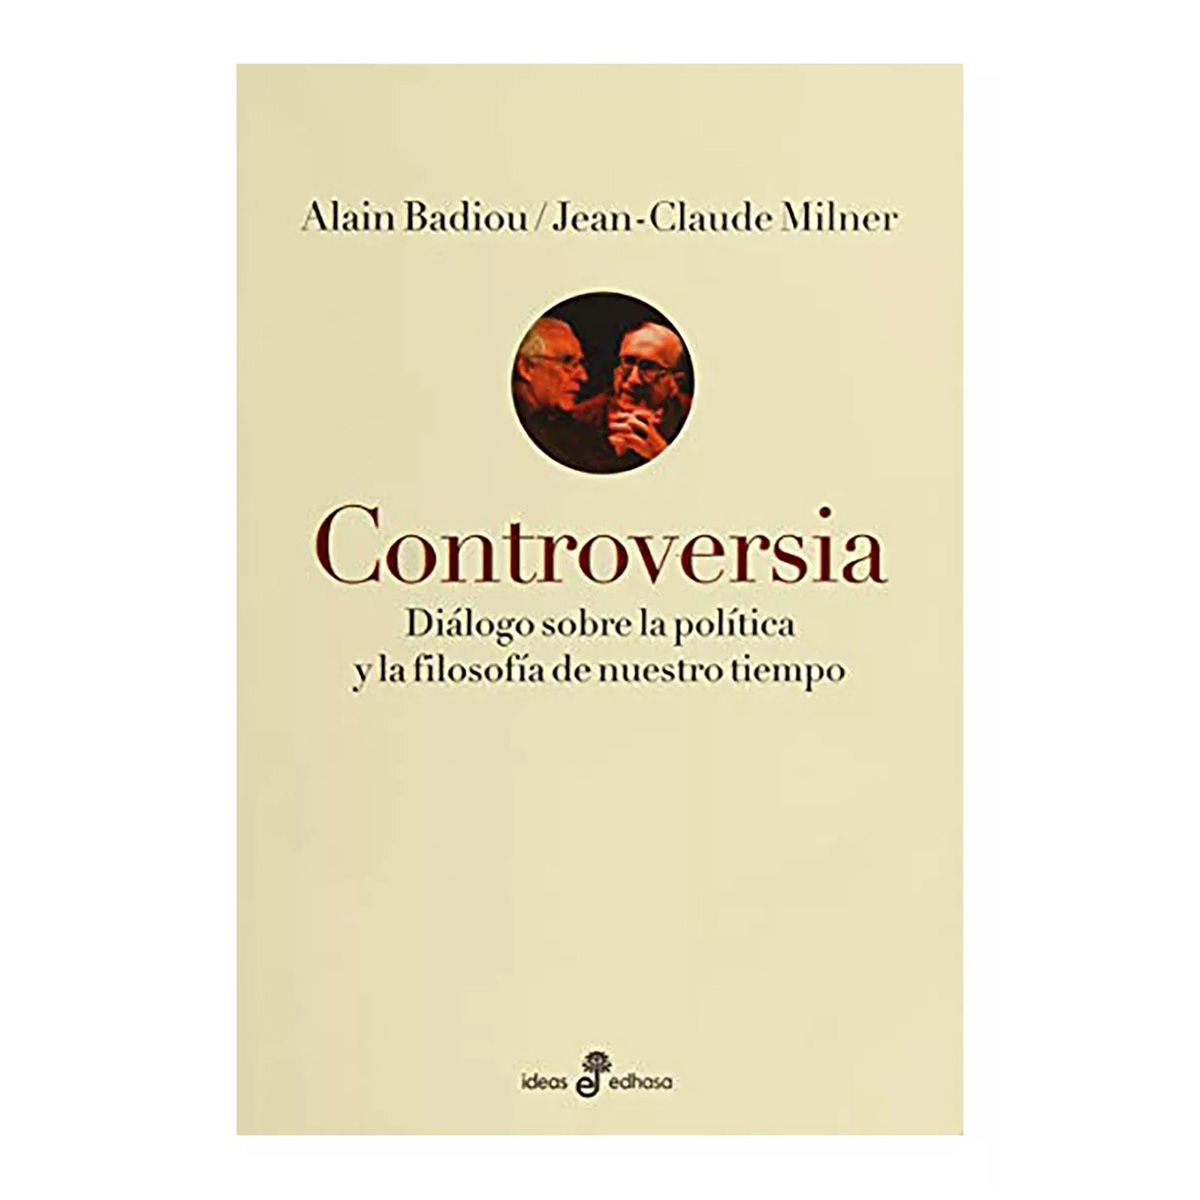 Alain Badiou / Jean-Claude Milner
Controversia
Diálogo sobre la política
y la filosofía de nuestro tiempo
ideas edhasa